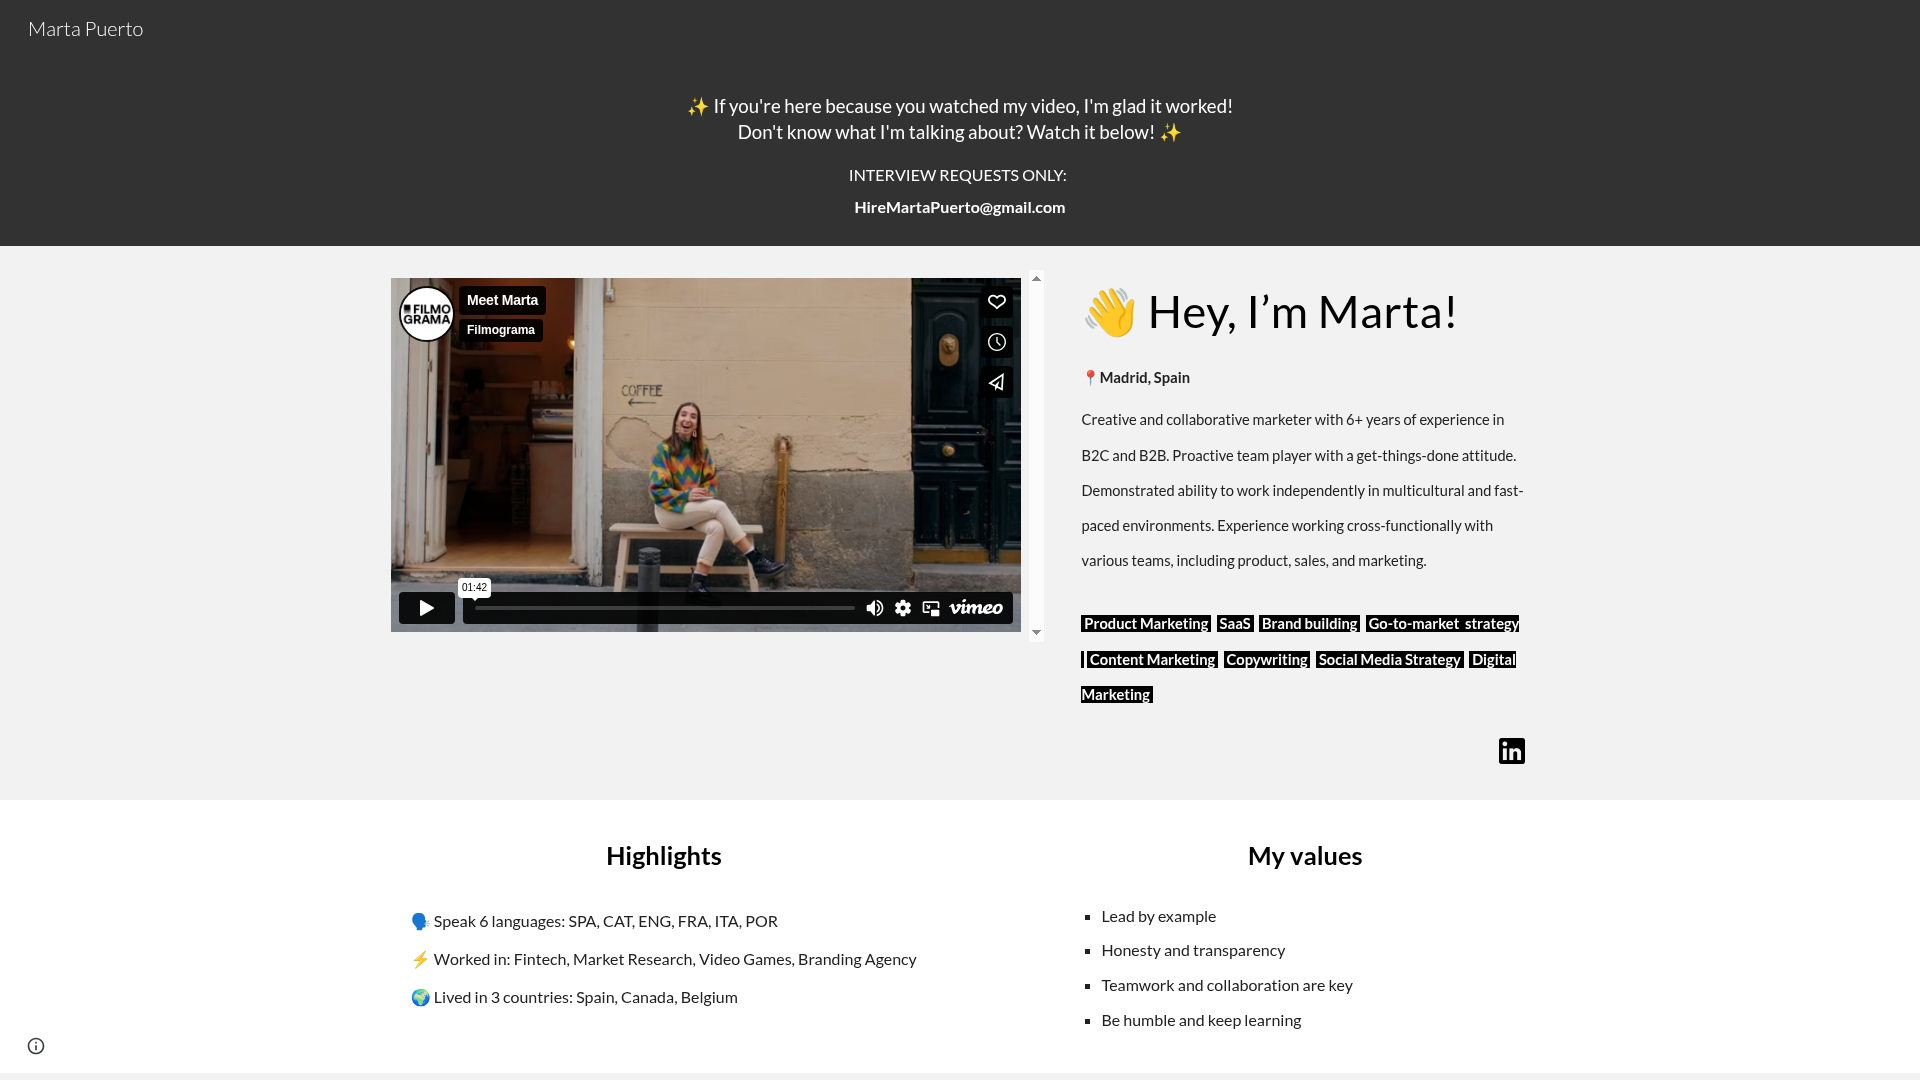 Marta Puerto
✨ If you're here because you watched my video, I'm glad it worked!
Don't know what I'm talking about? Watch it below! ✨
INTERVIEW REQUESTS ONLY:
HireMartaPuerto@gmail.com
FILMO
GRAMA
Meet Marta
Filmograma
COFFEE
01:42
vimeo
👋 Hey, I’m Marta!
📍Madrid, Spain
Creative and collaborative marketer with 6+ years of experience in
B2C and B2B. Proactive team player with a get-things-done attitude.
Demonstrated ability to work independently in multicultural and fast-
paced environments. Experience working cross-functionally with
various teams, including product, sales, and marketing.
Product Marketing SaaS Brand building Go-to-market strategy
Content Marketing Copywriting Social Media Strategy Digital
Marketing
in
Highlights
🗣️ Speak 6 languages: SPA, CAT, ENG, FRA, ITA, POR
⚡ Worked in: Fintech, Market Research, Video Games, Branding Agency
🌍 Lived in 3 countries: Spain, Canada, Belgium
My values
▪ Lead by example
▪ Honesty and transparency
▪ Teamwork and collaboration are key
▪ Be humble and keep learning